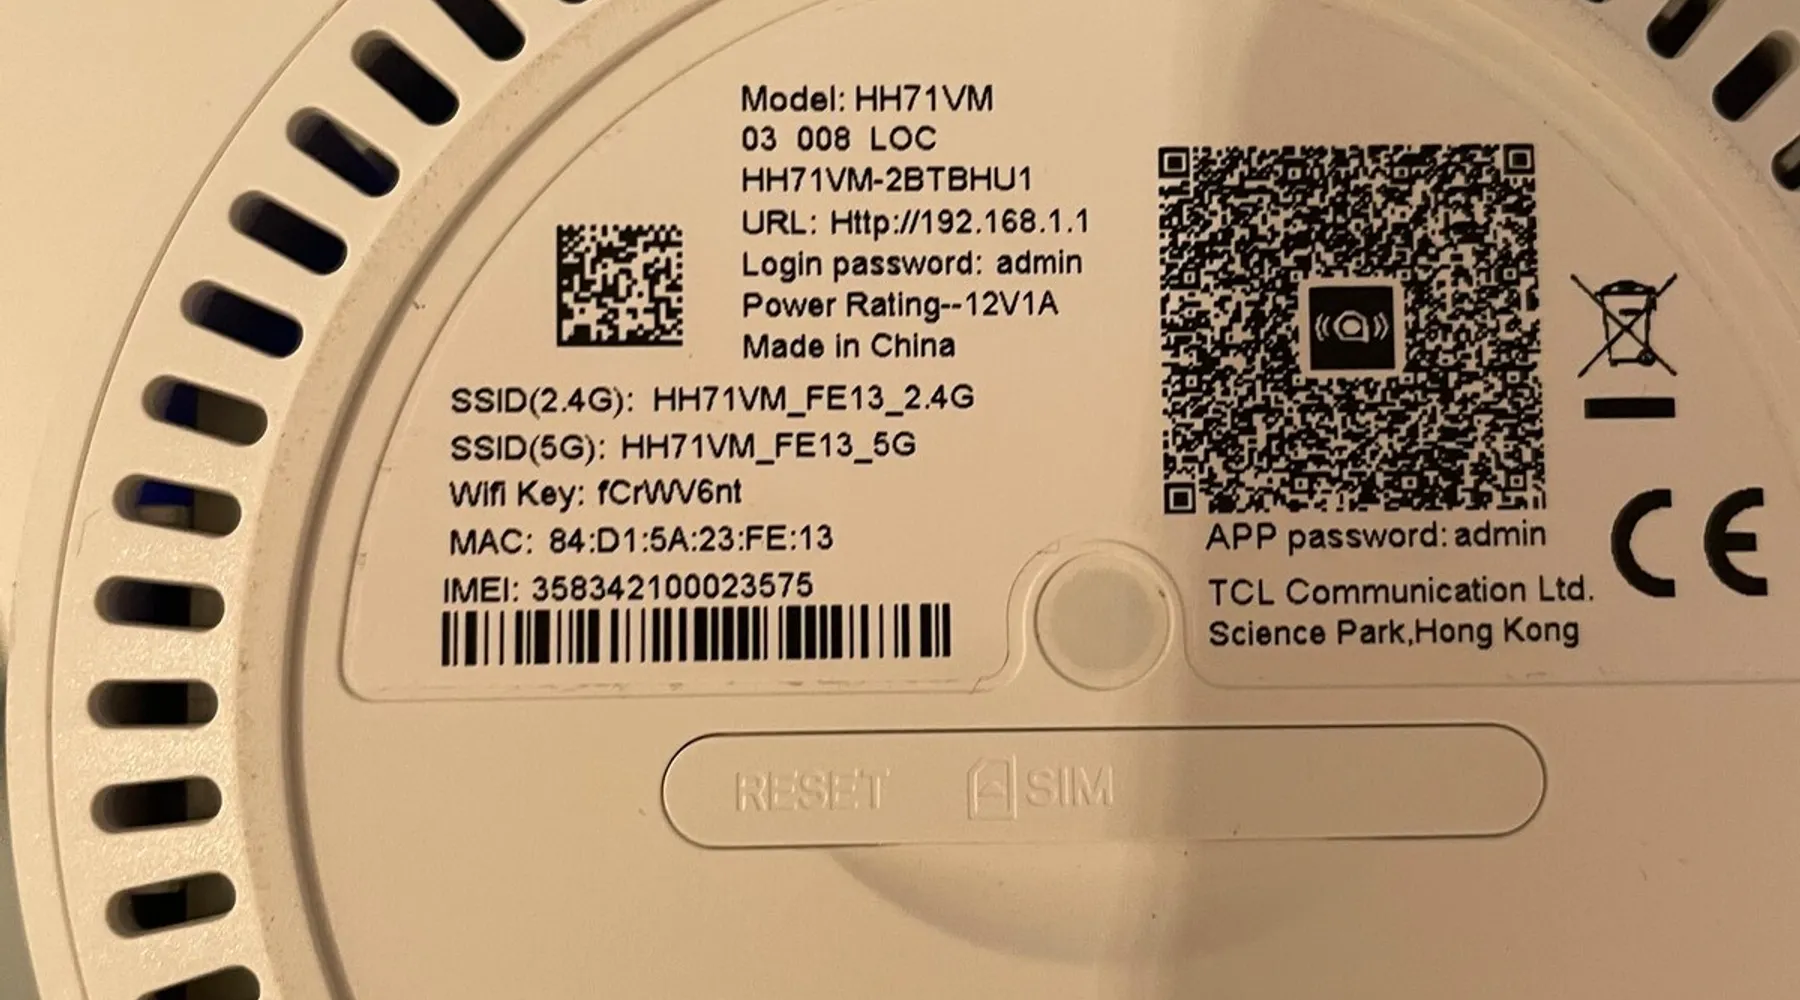 Model: HH71VM
03 008 LOC
HH71VM-2BTBHU1
URL: Http://192.168.1.1
Login password: admin
Power Rating--12V1A
Made in China
SSID(2.4G): HH71VM_FE13_2.4G
SSID(5G): HH71VM_FE13_5G
Wifi Key: fCrWV6nt
MAC: 84:D1:5A:23:FE:13
IMEI: 358342100023575
APP password: admin
TCL Communication Ltd.
Science Park,Hong Kong
CE
RESET SIM